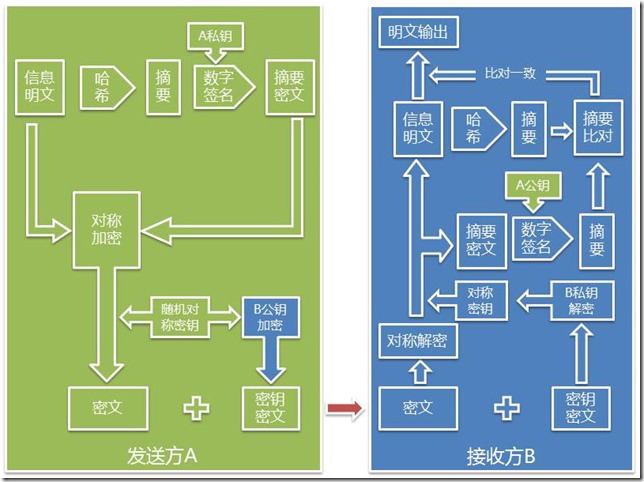 A私钥
信息
明文
哈
希
摘
要
数字
签名
摘要
密文
对称
加密
随机对
称密钥
B公钥
加密
密文
密钥
密文
发送方A
明文输出
比对一致
信息
明文
哈
希
摘
要
摘要
比对
A公钥
摘要
密文
数字
签名
摘
要
对称
密钥
B私钥
解密
对称解密
密文
密钥
密文
接收方B